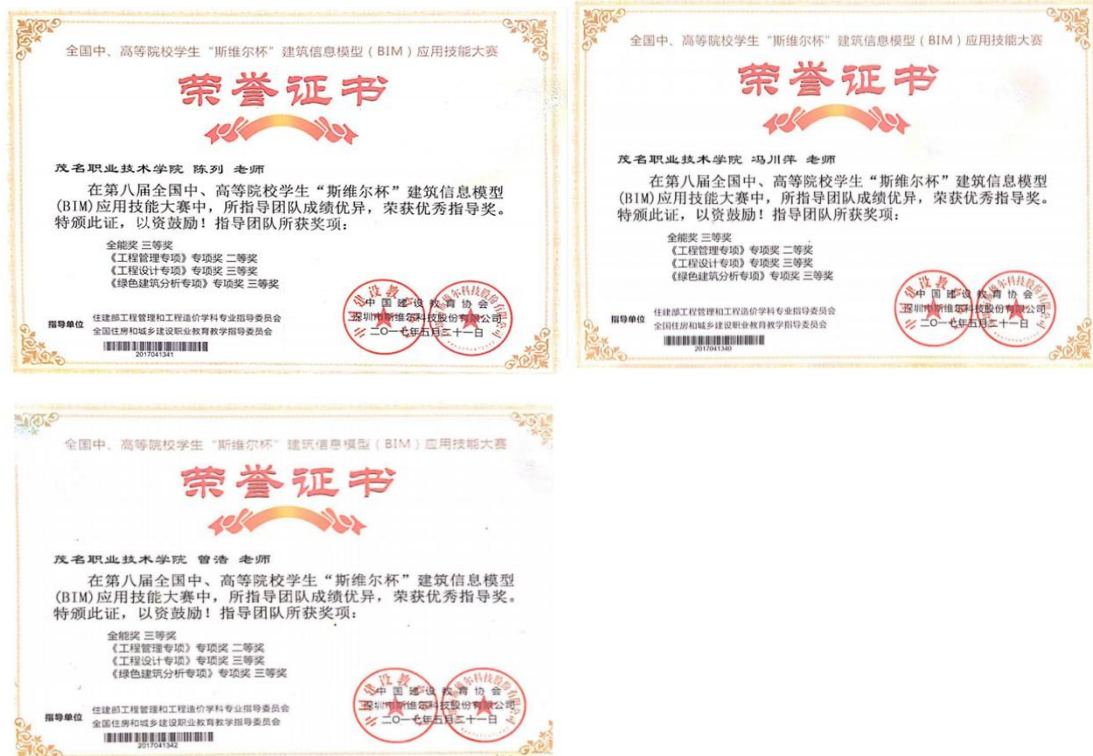 全国中、高等院校学生“斯维尔杯”建筑信息模型（BIM）应用技能大赛
荣誉证书
茂名职业技术学院 陈列 老师
在第八届全国中、高等院校学生“斯维尔杯”建筑信息模型
(BIM)应用技能大赛中，所指导团队成绩优异，荣获优秀指导奖。
特颁此证，以资鼓励！指导团队所获奖项：
全能奖 三等奖
《工程管理专项》专项奖 二等奖
《工程设计专项》专项奖 三等奖
《绿色建筑分析专项》专项奖 三等奖
中国建设教育协会
深圳市斯维尔科技股份有限公司
二〇一七年五月二十一日
指导单位 住建部工程管理和工程造价学科专业指导委员会
全国住房和城乡建设职业教育教学指导委员会
2017041341
全国中、高等院校学生“斯维尔杯”建筑信息模型（BIM）应用技能大赛
荣誉证书
茂名职业技术学院 冯川萍 老师
在第八届全国中、高等院校学生“斯维尔杯”建筑信息模型
(BIM)应用技能大赛中，所指导团队成绩优异，荣获优秀指导奖。
特颁此证，以资鼓励！指导团队所获奖项：
全能奖 三等奖
《工程管理专项》专项奖 二等奖
《工程设计专项》专项奖 三等奖
《绿色建筑分析专项》专项奖 三等奖
中国建设教育协会
深圳市斯维尔科技股份有限公司
二〇一七年五月二十一日
指导单位 住建部工程管理和工程造价学科专业指导委员会
全国住房和城乡建设职业教育教学指导委员会
2017041340
全国中、高等院校学生“斯维尔杯”建筑信息模型（BIM）应用技能大赛
荣誉证书
茂名职业技术学院 曾浩 老师
在第八届全国中、高等院校学生“斯维尔杯”建筑信息模型
(BIM)应用技能大赛中，所指导团队成绩优异，荣获优秀指导奖。
特颁此证，以资鼓励！指导团队所获奖项：
全能奖 三等奖
《工程管理专项》专项奖 二等奖
《工程设计专项》专项奖 三等奖
《绿色建筑分析专项》专项奖 三等奖
中国建设教育协会
深圳市斯维尔科技股份有限公司
二〇一七年五月二十一日
指导单位 住建部工程管理和工程造价学科专业指导委员会
全国住房和城乡建设职业教育教学指导委员会
2017041342